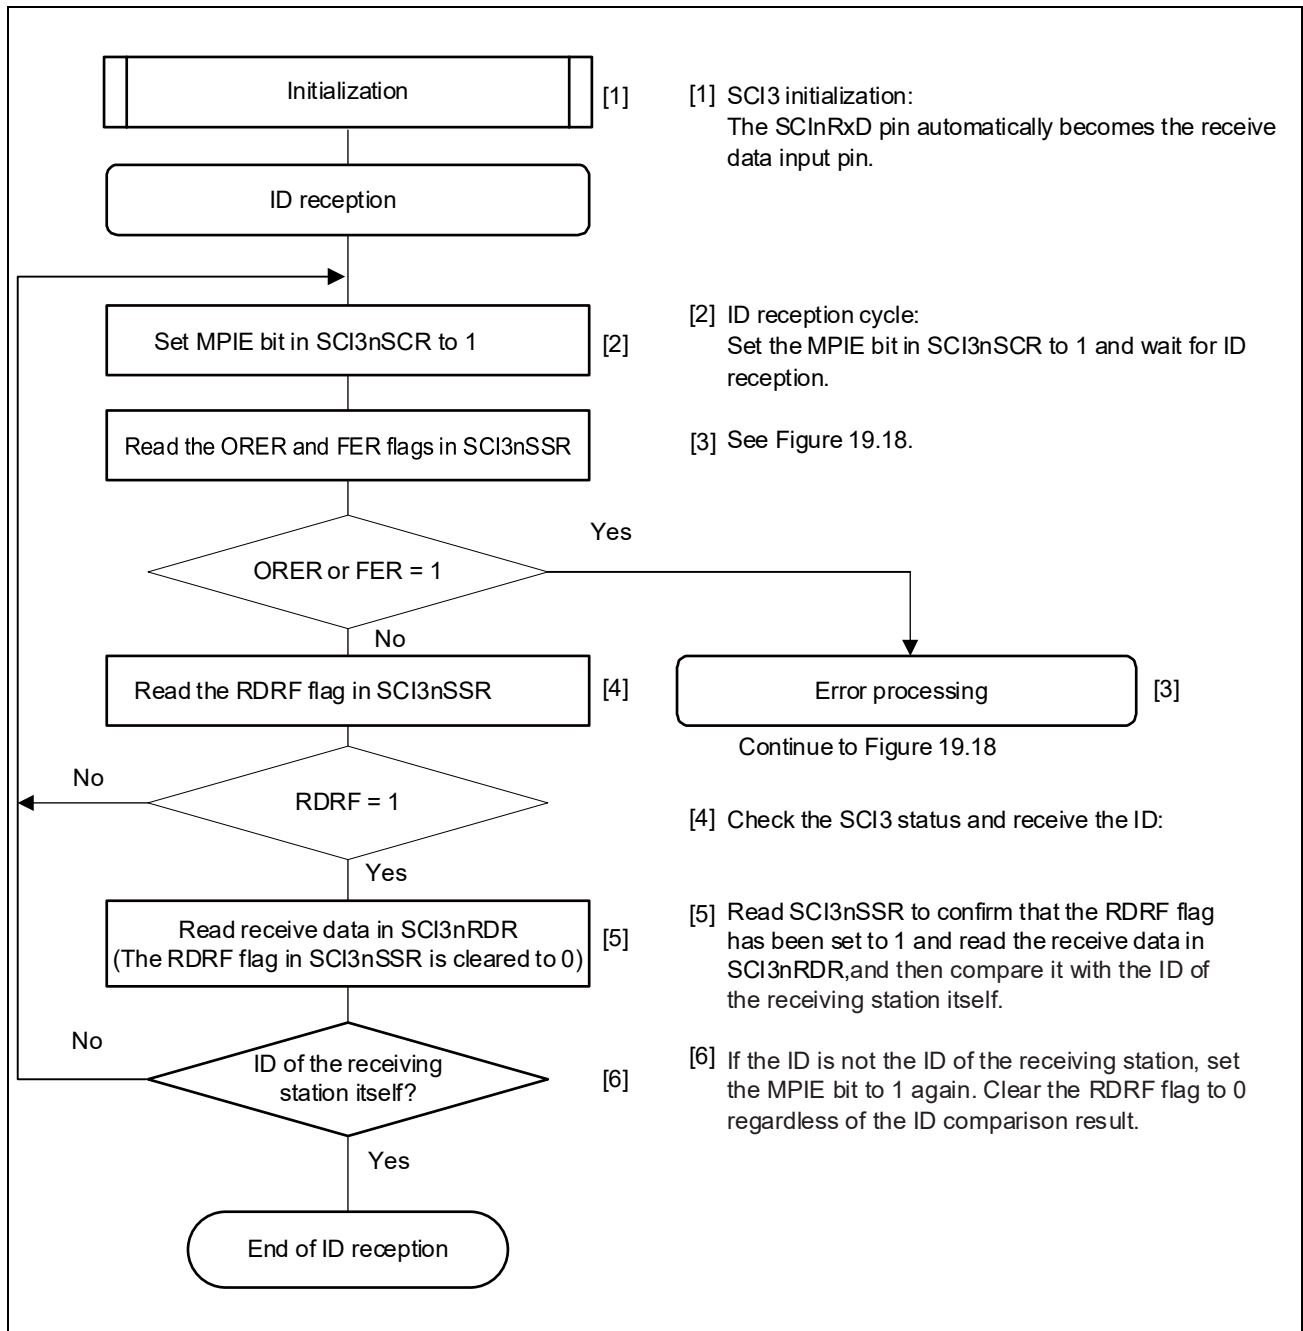 Initialization
[1]
[1] SCI3 initialization:
The SCInRxD pin automatically becomes the receive
data input pin.
ID reception
Set MPIE bit in SCI3nSCR to 1
[2]
[2] ID reception cycle:
Set the MPIE bit in SCI3nSCR to 1 and wait for ID
reception.
Read the ORER and FER flags in SCI3nSSR
[3] See Figure 19.18.
Yes
ORER or FER = 1
No
Read the RDRF flag in SCI3nSSR
[4]
Error processing
[3]
Continue to Figure 19.18
No
RDRF = 1
[4] Check the SCI3 status and receive the ID:
Yes
Read receive data in SCI3nRDR
(The RDRF flag in SCI3nSSR is cleared to 0)
[5]
[5] Read SCI3nSSR to confirm that the RDRF flag
has been set to 1 and read the receive data in
SCI3nRDR,and then compare it with the ID of
the receiving station itself.
No
ID of the receiving
station itself?
[6]
[6] If the ID is not the ID of the receiving station, set
the MPIE bit to 1 again. Clear the RDRF flag to 0
regardless of the ID comparison result.
Yes
End of ID reception